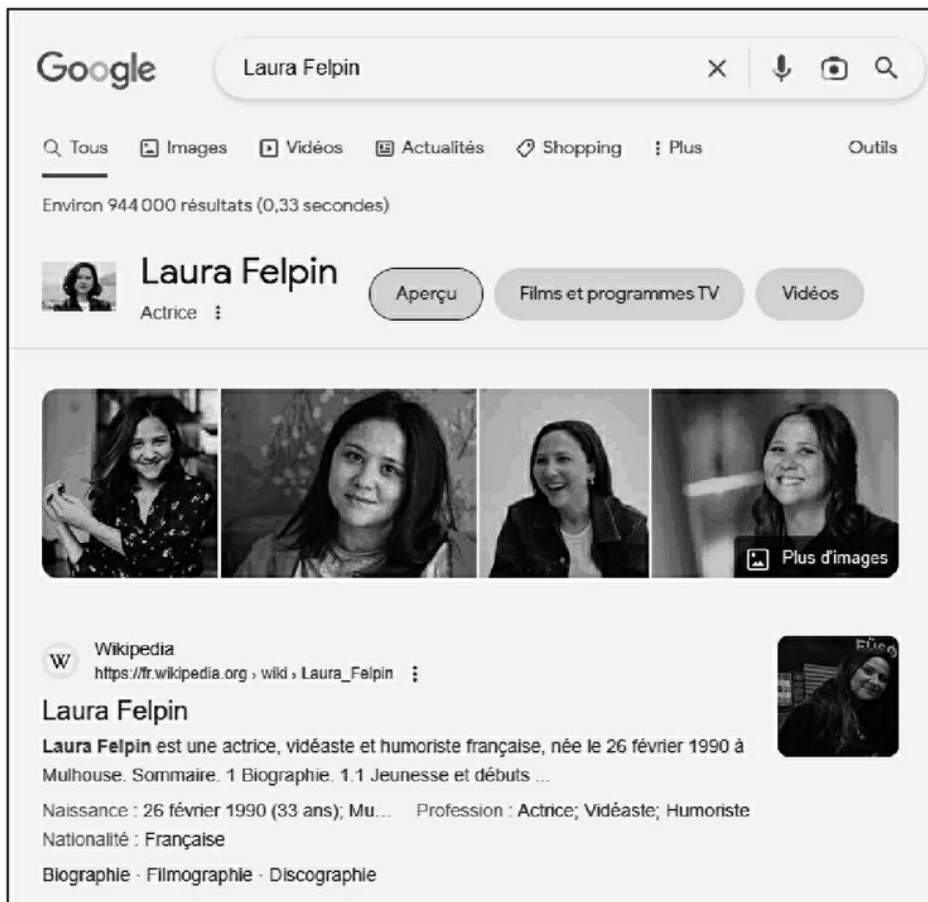 Google Laura Felpin
Tous Images Vidéos Actualités Shopping Plus Outils
Environ 944 000 résultats (0,33 secondes)
Laura Felpin
Actrice
Aperçu Films et programmes TV Vidéos
Plus d'images
W Wikipedia
https://fr.wikipedia.org › wiki › Laura_Felpin
Laura Felpin
Laura Felpin est une actrice, vidéaste et humoriste française, née le 26 février 1990 à
Mulhouse. Sommaire. 1 Biographie. 1.1 Jeunesse et débuts ...
Naissance : 26 février 1990 (33 ans); Mu... Profession : Actrice; Vidéaste; Humoriste
Nationalité : Française
Biographie · Filmographie · Discographie